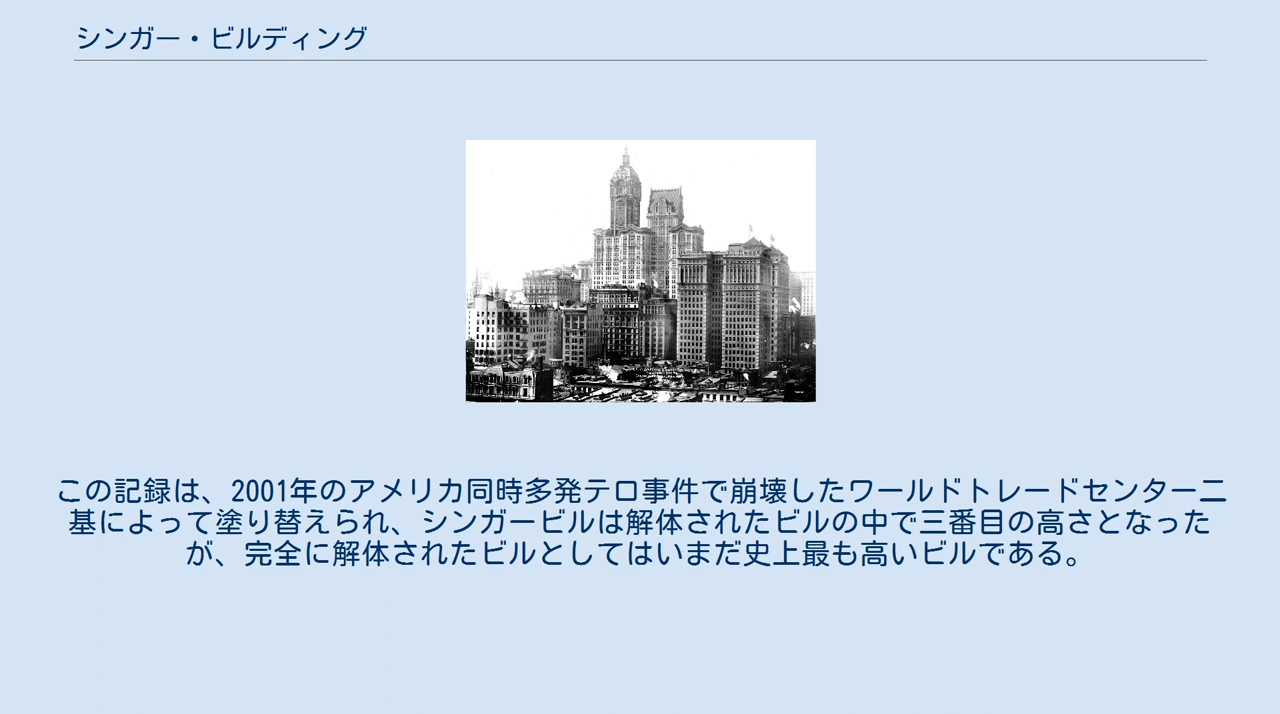 シンガー・ビルディング
この記録は、2001年のアメリカ同時多発テロ事件で崩壊したワールドトレードセンター二
基によって塗り替えられ、シンガービルは解体されたビルの中で三番目の高さとなった
が、完全に解体されたビルとしてはいまだ史上最も高いビルである。